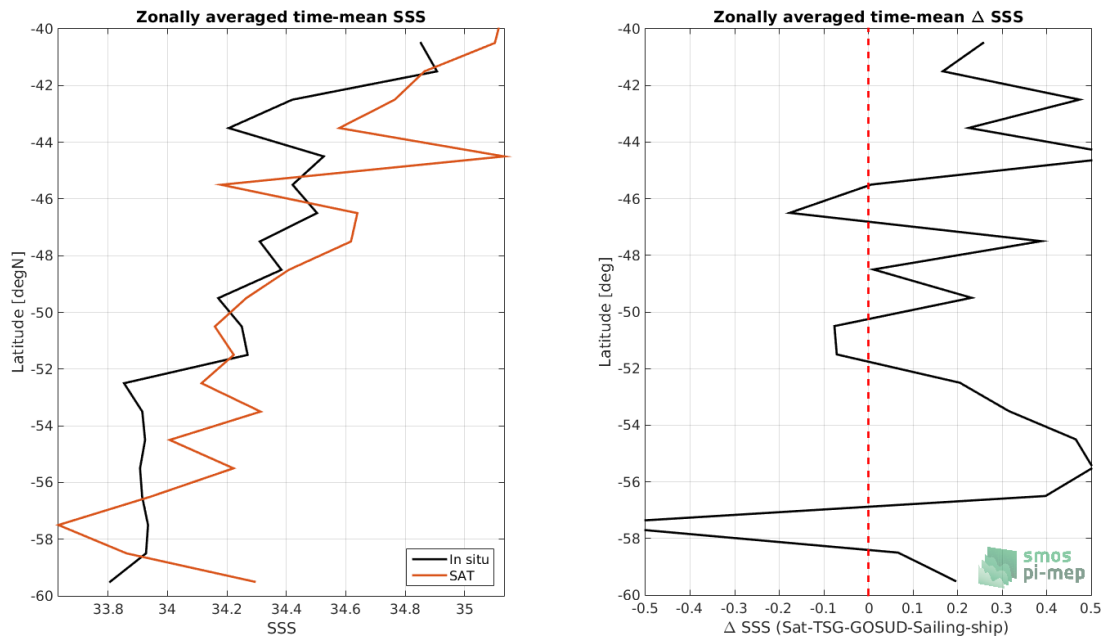 Zonally averaged time-mean SSS
-40
-42
-44
-46
-48
-50
-52
-54
-56
-58
-60
Latitude [degN]
33.8 34 34.2 34.4 34.6 34.8 35
SSS
In situ
SAT
Zonally averaged time-mean Δ SSS
-40
-42
-44
-46
-48
-50
-52
-54
-56
-58
-60
Latitude [deg]
-0.5 -0.4 -0.3 -0.2 -0.1 0 0.1 0.2 0.3 0.4 0.5
Δ SSS (Sat-TSG-GOSUD-Sailing-ship)
smos
pi-mep